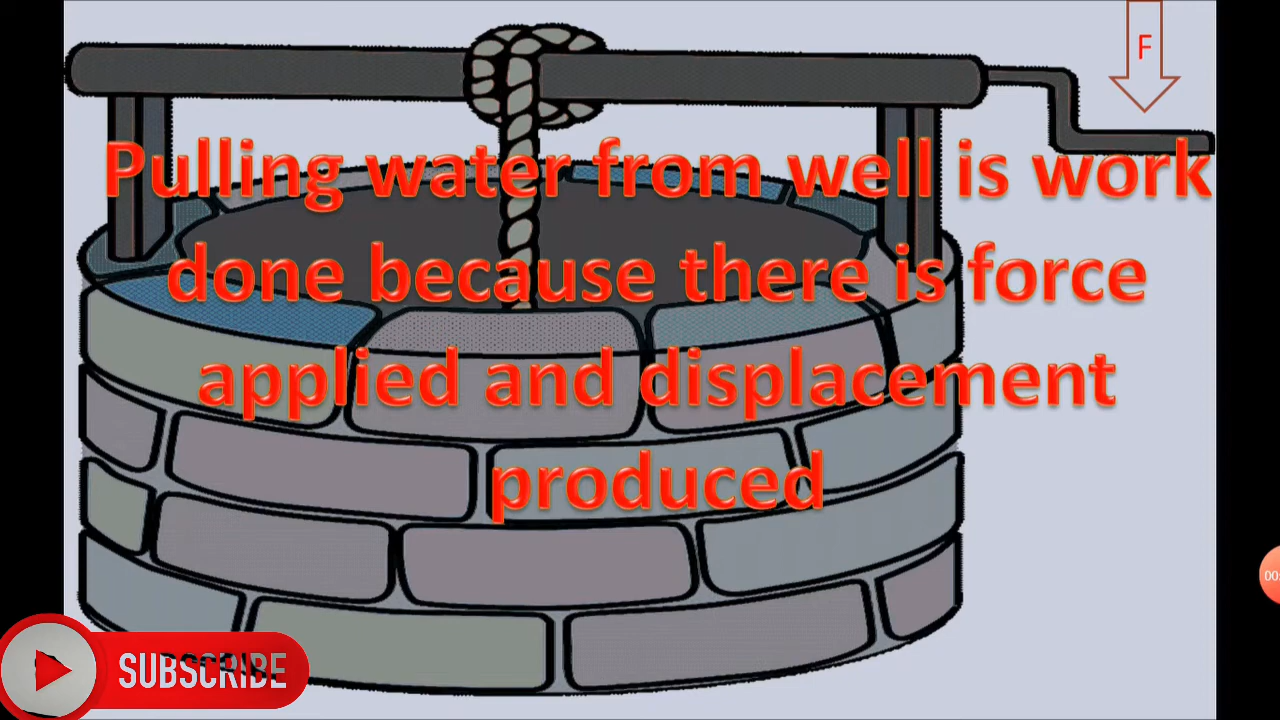 F
Pulling water from well is work
done because there is force
applied and displacement
produced
SUBSCRIBE